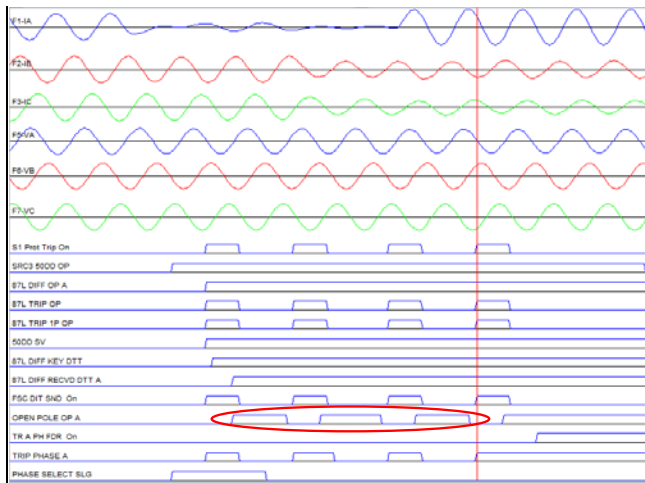 F1-IA
F2-IB
F3-IC
F5-VA
F6-VB
F7-VC
S1 Prot Trip On
SRC3 50DD OP
87L DIFF OP A
87L TRIP OP
87L TRIP 1P OP
50DD SV
87L DIFF KEY DTT
87L DIFF RECVD DTT A
FSC DIT SND On
OPEN POLE OP A
TR A PH FDR On
TRIP PHASE A
PHASE SELECT SLG